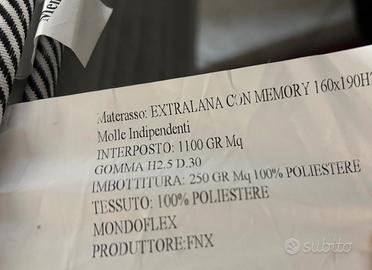 Materasso: EXTRALANA CON MEMORY 160x190H
Molle Indipendenti
INTERPOSTO: 1100 GR Mq
GOMMA H2.5 D.30
IMBOTTITURA: 250 GR Mq 100% POLIESTERE
TESSUTO: 100% POLIESTERE
MONDOFLEX
PRODUTTORE:FNX
subito